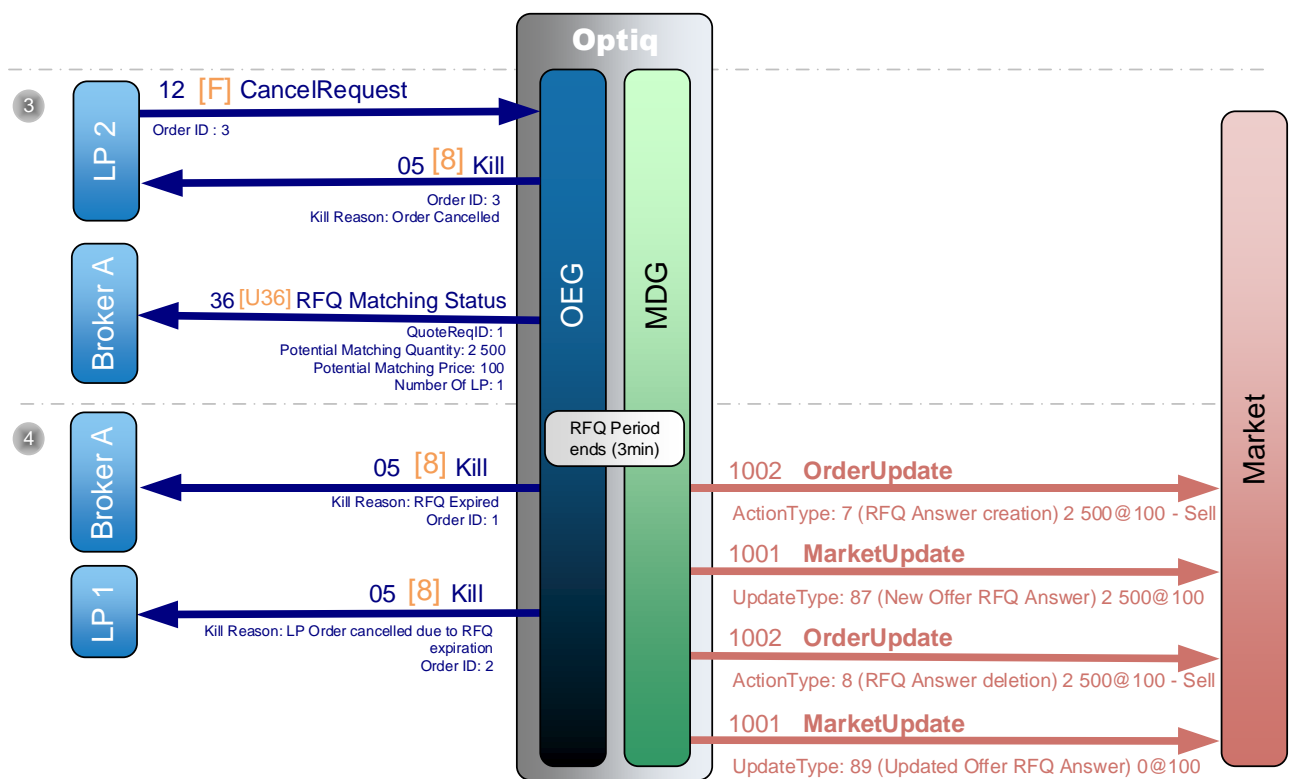 Optiq
3
LP 2
12 [F] CancelRequest
Order ID : 3
05 [8] Kill
Order ID: 3
Kill Reason: Order Cancelled
Broker A
36 [U36] RFQ Matching Status
QuoteReqID: 1
Potential Matching Quantity: 2 500
Potential Matching Price: 100
Number Of LP: 1
OEG
MDG
Market
4
RFQ Period
ends (3min)
Broker A
05 [8] Kill
Kill Reason: RFQ Expired
Order ID: 1
LP 1
05 [8] Kill
Kill Reason: LP Order cancelled due to RFQ
expiration
Order ID: 2
1002 OrderUpdate
ActionType: 7 (RFQ Answer creation) 2 500@100 - Sell
1001 MarketUpdate
UpdateType: 87 (New Offer RFQ Answer) 2 500@100
1002 OrderUpdate
ActionType: 8 (RFQ Answer deletion) 2 500@100 - Sell
1001 MarketUpdate
UpdateType: 89 (Updated Offer RFQ Answer) 0@100